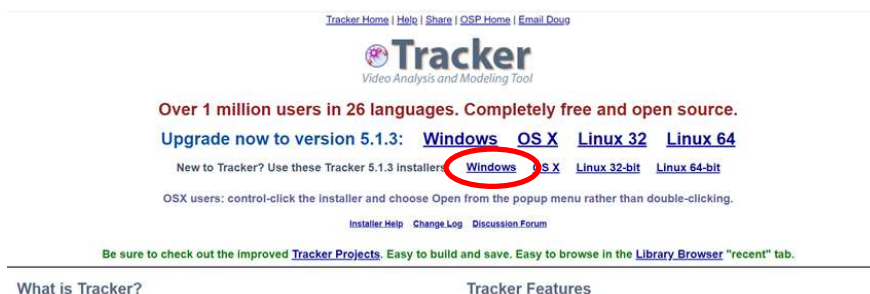 Tracker Home | Help | Share | OSP Home | Email Doug
Tracker
Video Analysis and Modeling Tool
Over 1 million users in 26 languages. Completely free and open source.
Upgrade now to version 5.1.3: Windows OS X Linux 32 Linux 64
New to Tracker? Use these Tracker 5.1.3 installers Windows OS X Linux 32-bit Linux 64-bit
OSX users: control-click the installer and choose Open from the popup menu rather than double-clicking.
Installer Help Change Log Discussion Forum
Be sure to check out the improved Tracker Projects. Easy to build and save. Easy to browse in the Library Browser "recent" tab.
What is Tracker? Tracker Features